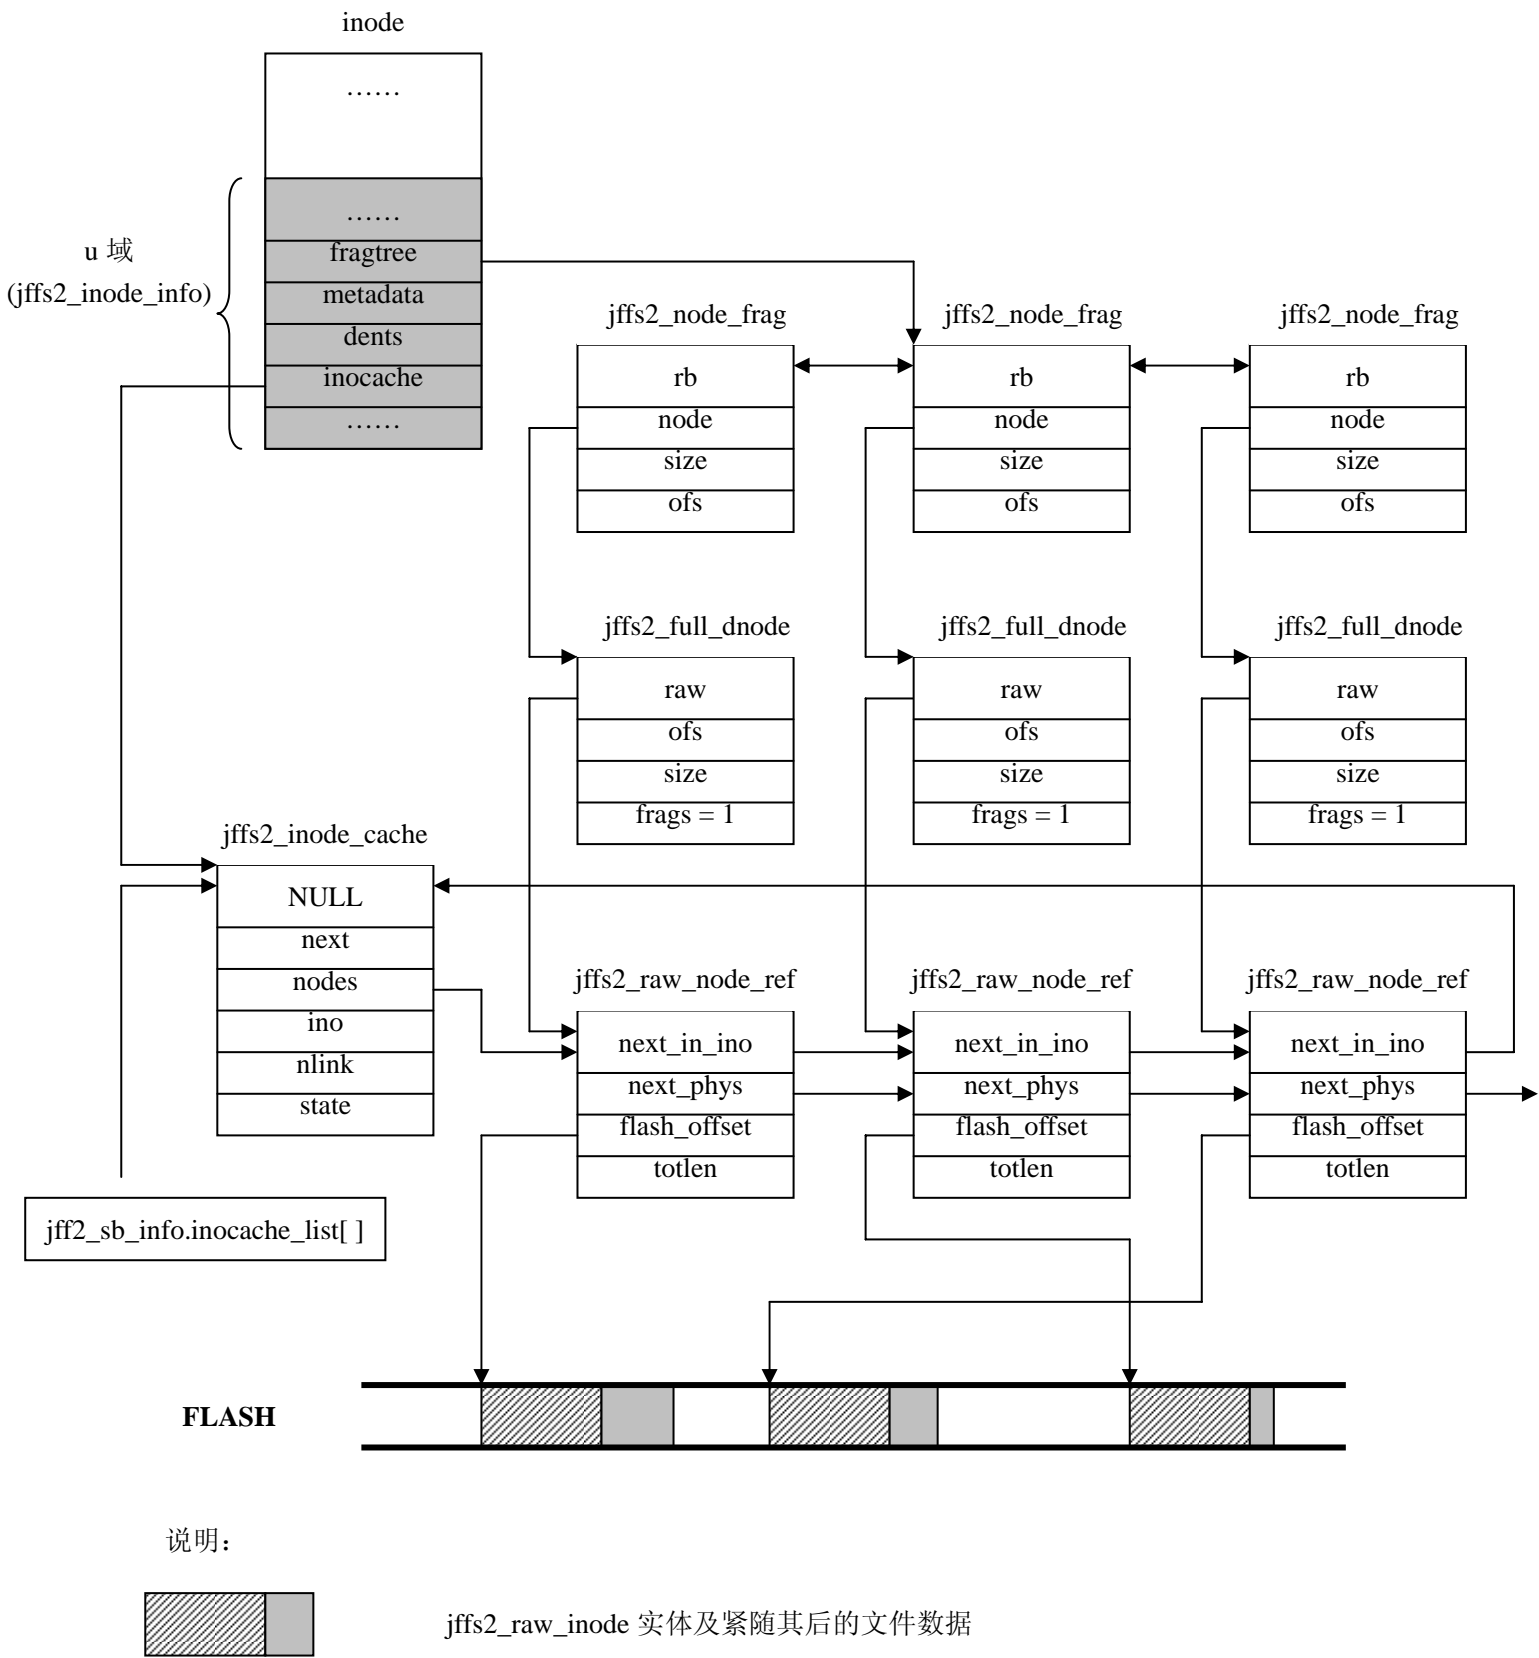 inode
……
……
u 域
(jffs2_inode_info)
fragtree
metadata
dents
inocache
……
jffs2_node_frag jffs2_node_frag jffs2_node_frag
rb rb rb
node node node
size size size
ofs ofs ofs
jffs2_full_dnode jffs2_full_dnode jffs2_full_dnode
raw raw raw
ofs ofs ofs
size size size
frags = 1 frags = 1 frags = 1
jffs2_inode_cache
NULL
next
nodes
ino
nlink
state
jffs2_raw_node_ref jffs2_raw_node_ref jffs2_raw_node_ref
next_in_ino next_in_ino next_in_ino
next_phys next_phys next_phys
flash_offset flash_offset flash_offset
totlen totlen totlen
jff2_sb_info.inocache_list[ ]
FLASH
说明：
jffs2_raw_inode 实体及紧随其后的文件数据